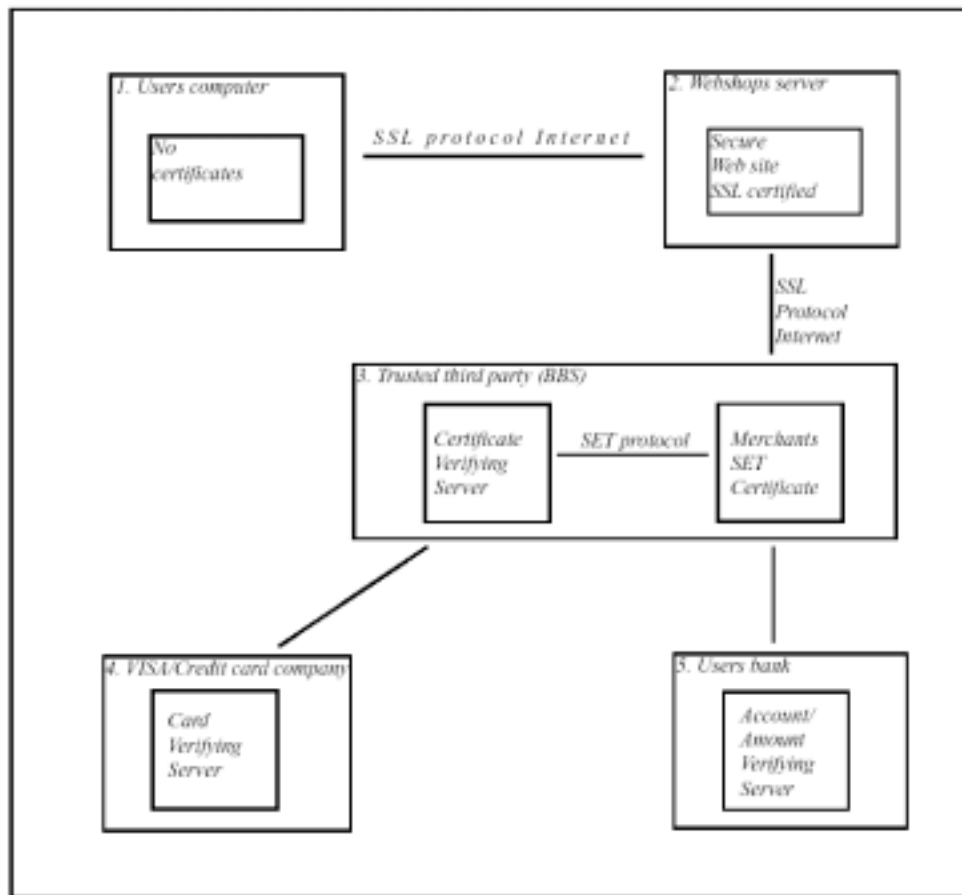 1. Users computer
No
certificates
SSL protocol Internet
2. Webshops server
Secure
Web site
SSL certified
SSL
Protocol
Internet
3. Trusted third party (BBS)
Certificate
Verifying
Server
SET protocol
Merchants
SET
Certificate
4. VISA/Credit card company
Card
Verifying
Server
5. Users bank
Account/
Amount
Verifying
Server